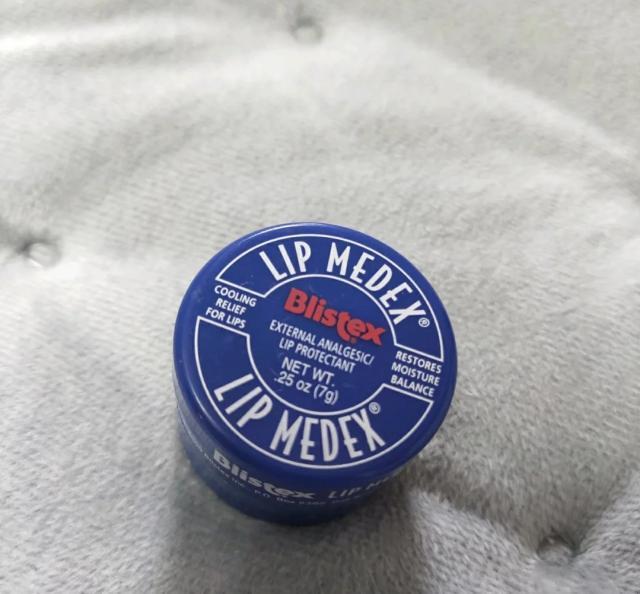 LIP MEDEX®
Blistex
COOLING
RELIEF
FOR LIPS
EXTERNAL ANALGESIC/
LIP PROTECTANT
NET WT.
.25 oz (7g)
RESTORES
MOISTURE
BALANCE
LIP MEDEX®
Blistex LIP